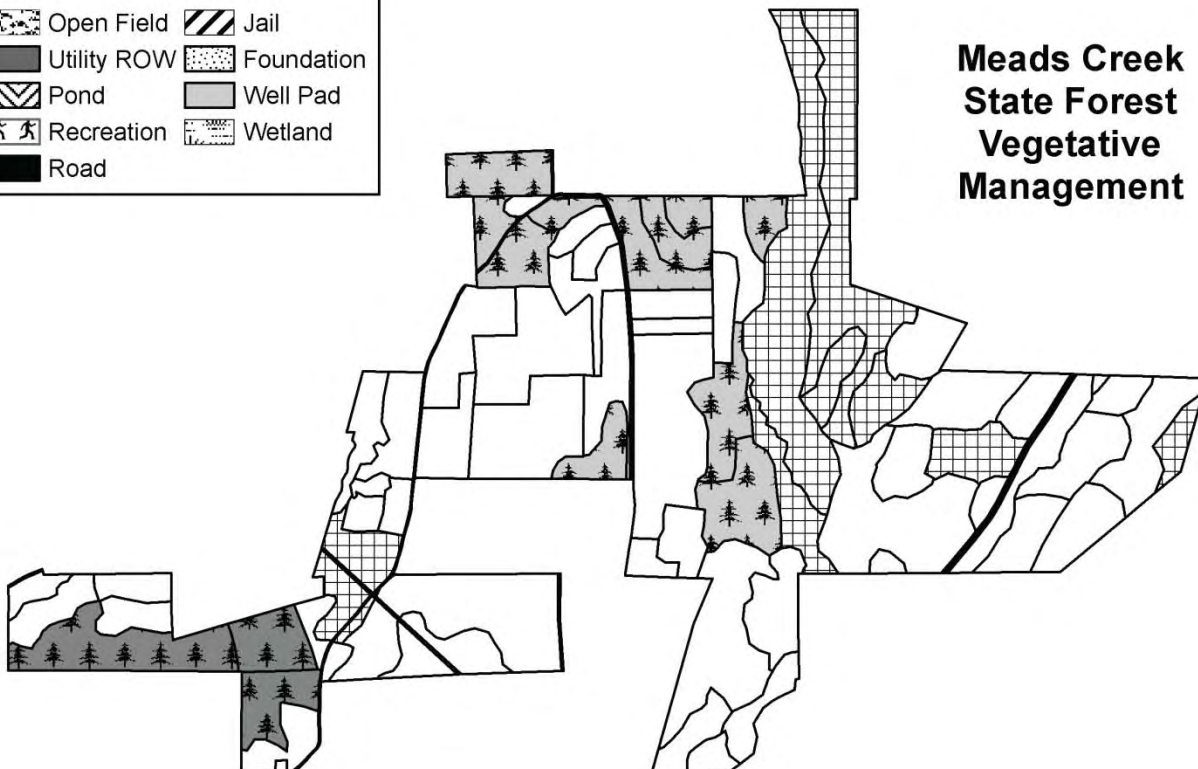 Open Field
Jail
Utility ROW
Foundation
Pond
Well Pad
Recreation
Wetland
Road
Meads Creek
State Forest
Vegetative
Management